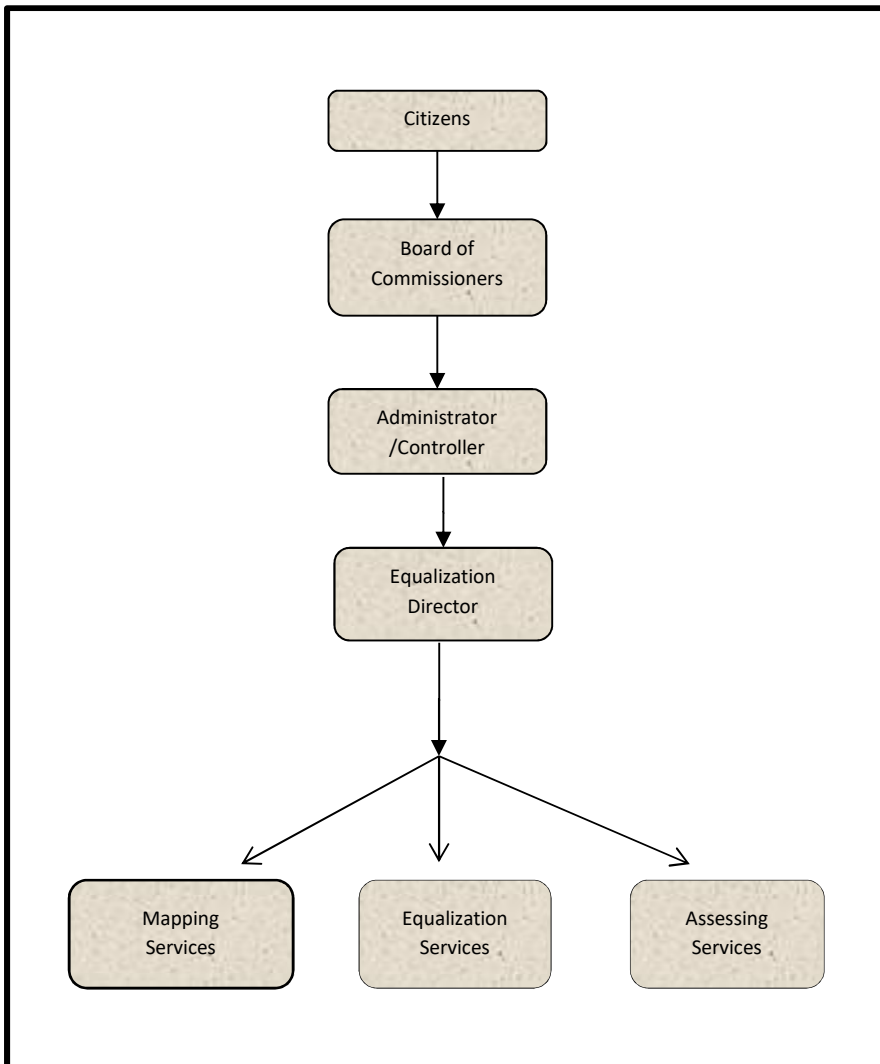 Citizens
Board of
Commissioners
Administrator
/Controller
Equalization
Director
Mapping
Services
Equalization
Services
Assessing
Services